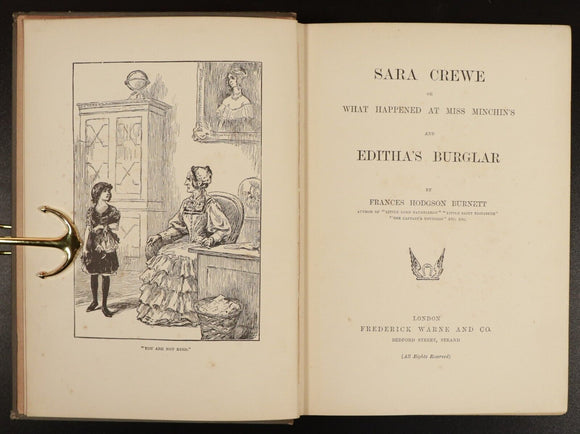 "YOU ARE NOT KIND."
SARA CREWE
OR
WHAT HAPPENED AT MISS MINCHIN'S
AND
EDITHA'S BURGLAR
BY
FRANCES HODGSON BURNETT
AUTHOR OF "LITTLE LORD FAUNTLEROY" "LITTLE SAINT ELIZABETH"
"THE CAPTAIN'S YOUNGEST" ETC. ETC.
LONDON
FREDERICK WARNE AND CO.
BEDFORD STREET, STRAND
(All Rights Reserved)